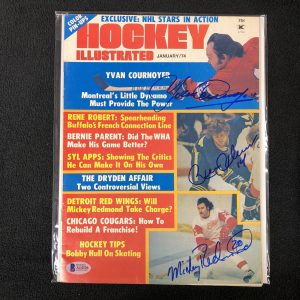 COLOR
PIN-UPS
EXCLUSIVE: NHL STARS IN ACTION
HOCKEY
ILLUSTRATED
JANUARY/74
75¢
YVAN COURNOYER
Montreal's Little Dynamo
Must Provide The Power
RENE ROBERT: Spearheading
Buffalo's French Connection Line
BERNIE PARENT: Did The WHA
Make His Game Better?
SYL APPS: Showing The Critics
He Can Make It On His Own
THE DRYDEN AFFAIR
Two Controversial Views
DETROIT RED WINGS: Will
Mickey Redmond Take Charge?
CHICAGO COUGARS: How To
Rebuild A Franchise!
HOCKEY TIPS
Bobby Hull On Skating
Mickey Redmond